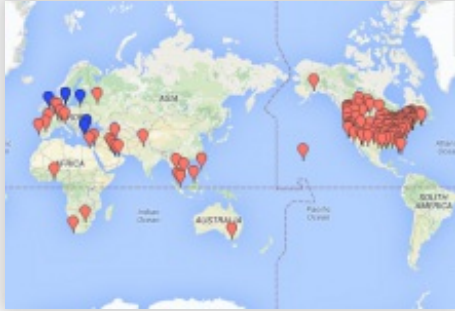 ASIA
AFRICA
Indian
Ocean
AUSTRALIA
Pacific
Ocean
SOUTH
AMERICA